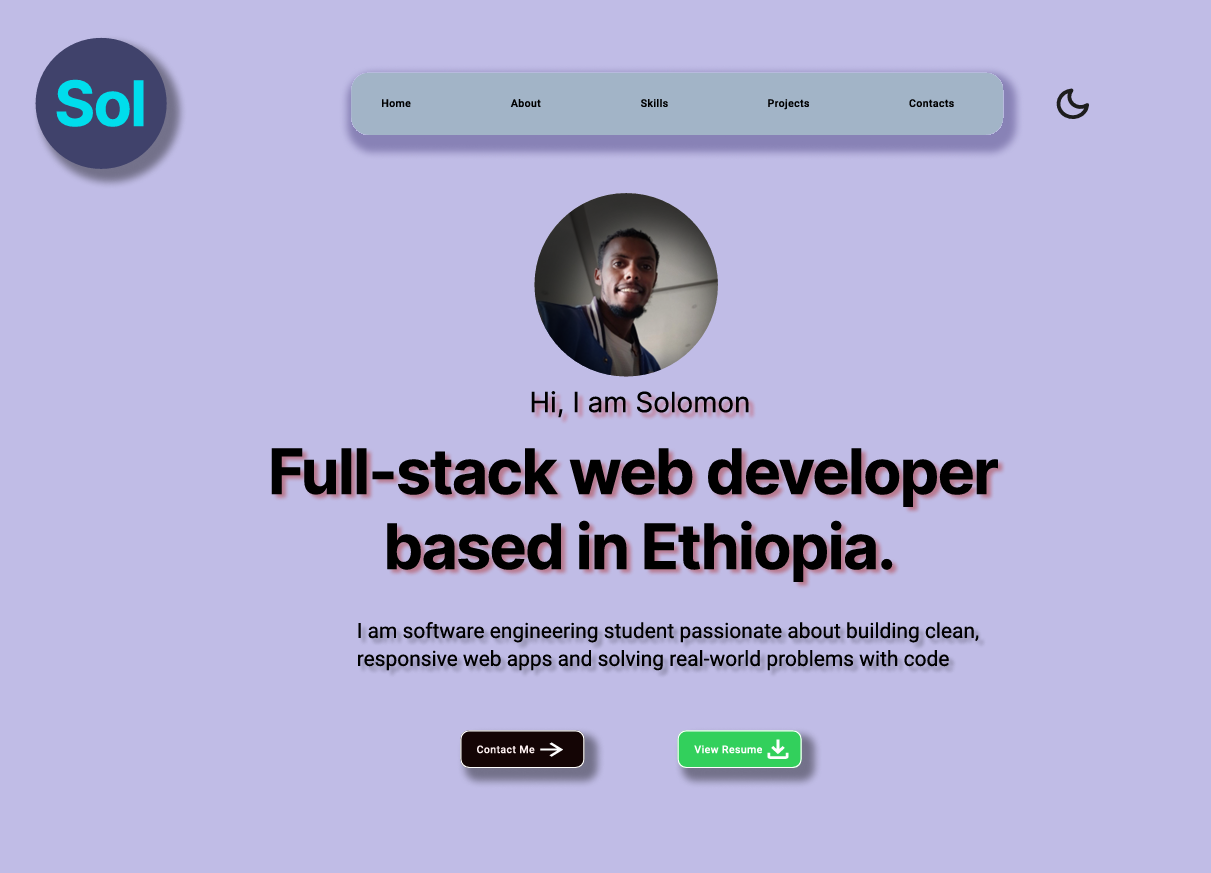 Sol
Home About Skills Projects Contacts
Hi, I am Solomon
Full-stack web developer
based in Ethiopia.
I am software engineering student passionate about building clean,
responsive web apps and solving real-world problems with code
Contact Me
View Resume